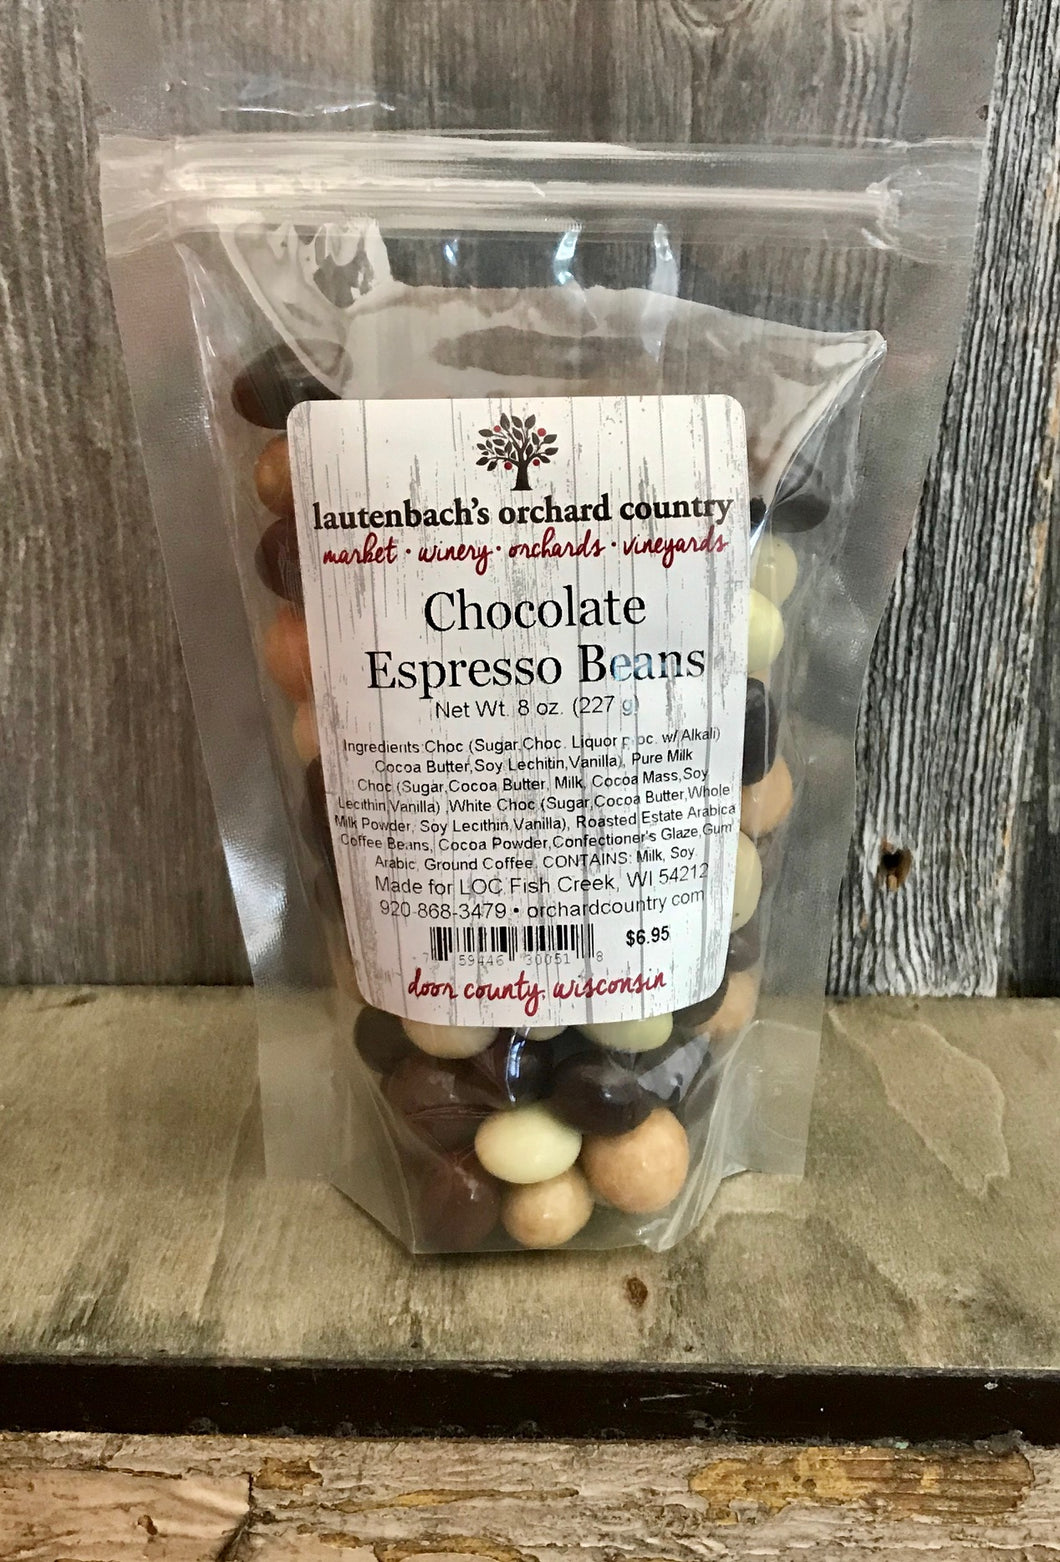 lautenbach's orchard country
market · winery · orchards · vineyards
Chocolate
Espresso Beans
Net Wt. 8 oz. (227 g)
Ingredients:Choc (Sugar,Choc. Liquor proc. w/ Alkali)
Cocoa Butter,Soy Lechitin,Vanilla), Pure Milk
Choc (Sugar,Cocoa Butter, Milk, Cocoa Mass,Soy
Lecithin,Vanilla) ,White Choc (Sugar,Cocoa Butter,Whole
Milk Powder, Soy Lecithin,Vanilla), Roasted Estate Arabica
Coffee Beans, Cocoa Powder,Confectioner's Glaze,Gum
Arabic, Ground Coffee, CONTAINS: Milk, Soy
Made for LOC,Fish Creek, WI 54212
920-868-3479 • orchardcountry.com
$6.95
7 59446 30051 8
door county, wisconsin